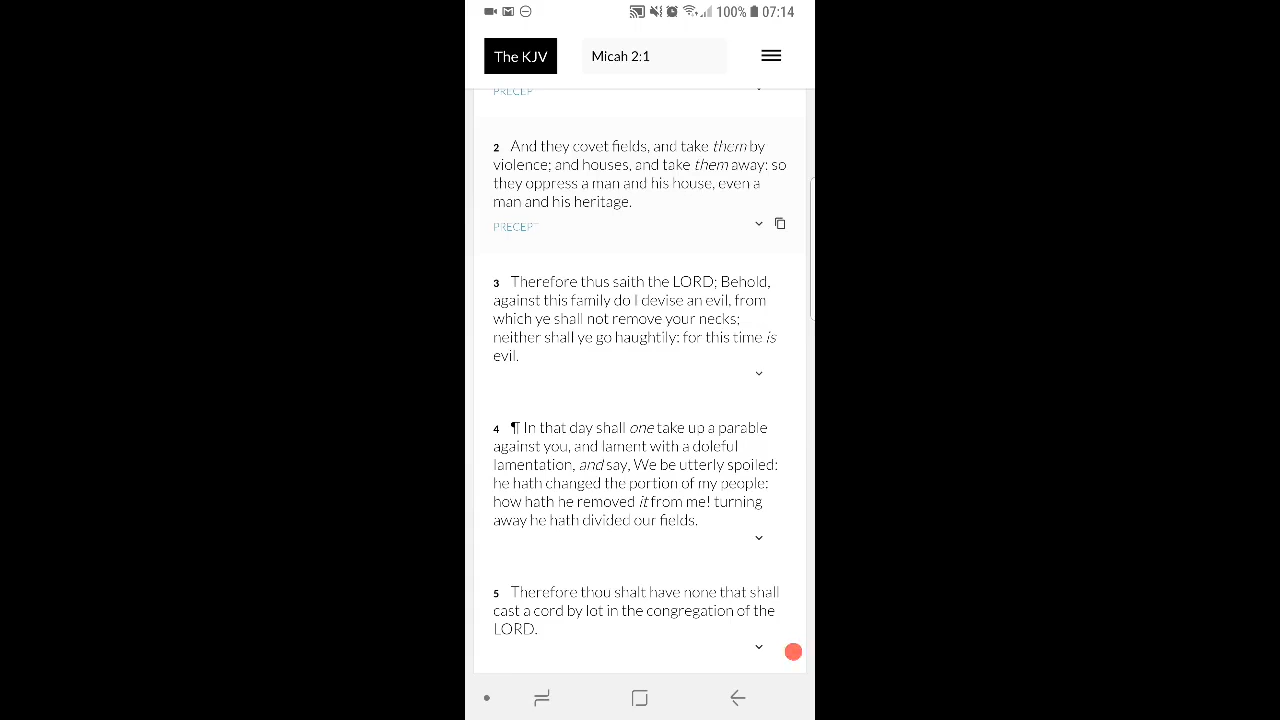 100% 07:14
The KJV
Micah 2:1
PRECEPT
2 And they covet fields, and take them by
violence; and houses, and take them away: so
they oppress a man and his house, even a
man and his heritage.
PRECEPT
3 Therefore thus saith the LORD; Behold,
against this family do I devise an evil, from
which ye shall not remove your necks;
neither shall ye go haughtily: for this time is
evil.
4 ¶ In that day shall one take up a parable
against you, and lament with a doleful
lamentation, and say, We be utterly spoiled:
he hath changed the portion of my people:
how hath he removed it from me! turning
away he hath divided our fields.
5 Therefore thou shalt have none that shall
cast a cord by lot in the congregation of the
LORD.